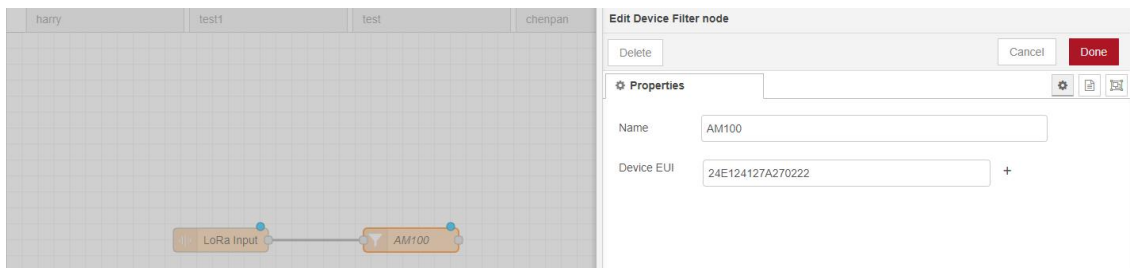 harry test1 test chenpan
LoRa Input AM100
Edit Device Filter node
Delete Cancel Done
Properties
Name AM100
Device EUI 24E124127A270222 +